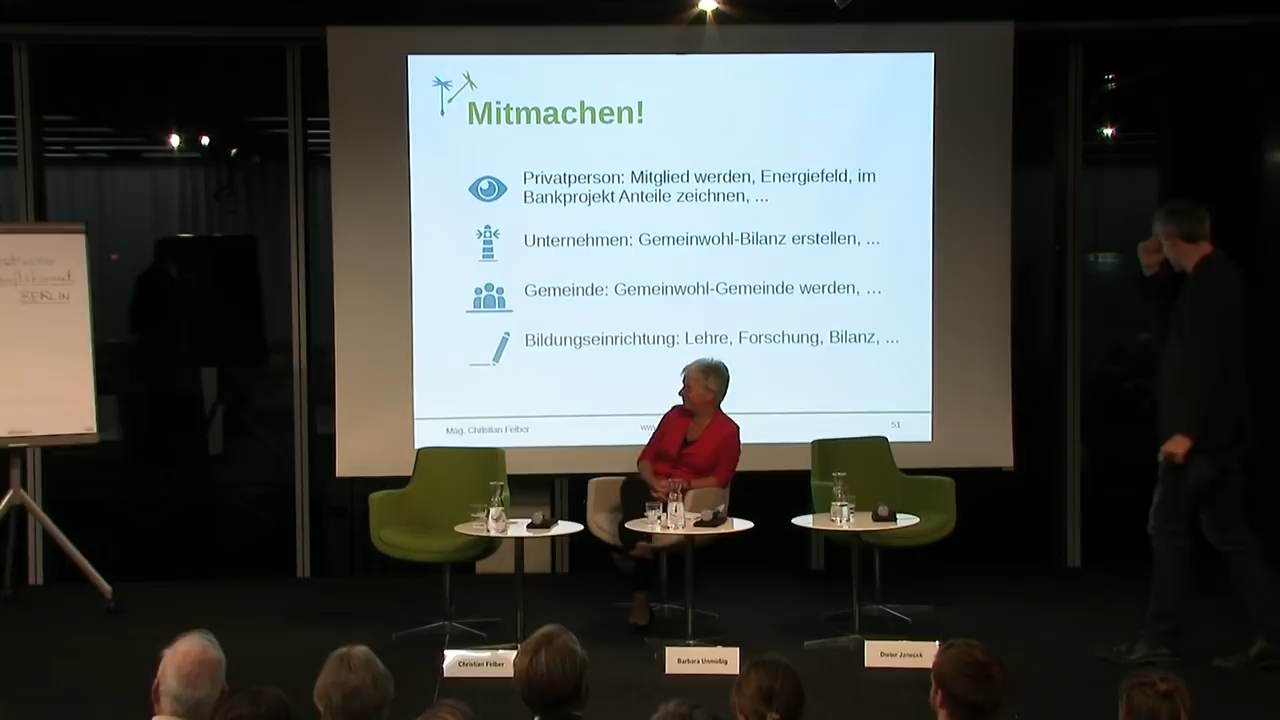 Mitmachen!
Privatperson: Mitglied werden, Energiefeld, im
Bankprojekt Anteile zeichnen, ...
Unternehmen: Gemeinwohl-Bilanz erstellen, ...
Gemeinde: Gemeinwohl-Gemeinde werden, ...
Bildungseinrichtung: Lehre, Forschung, Bilanz, ...
Mag. Christian Felber
www
51
BERLIN
Christian Felber
Barbara Unmüßig
Dieter Janecek